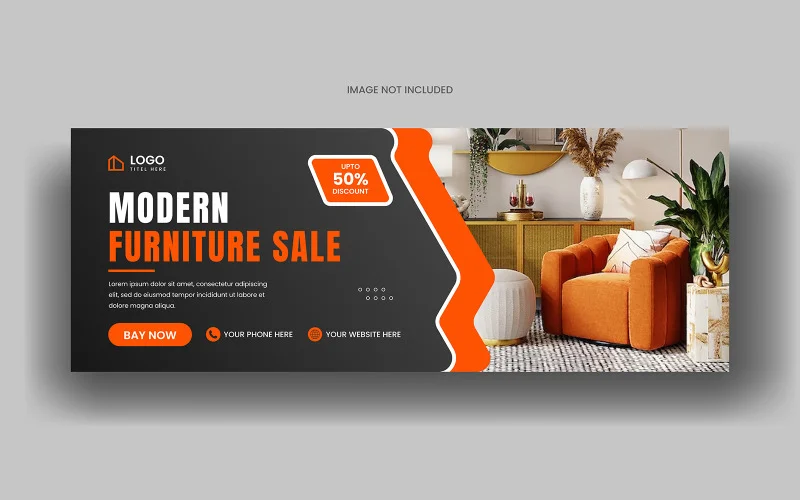 IMAGE NOT INCLUDED
LOGO
TITEL HERE
UPTO
50%
DISCOUNT
MODERN
FURNITURE SALE
Lorem ipsum dolor sit amet, consectetur adipiscing
elit, sed do eiusmod tempor incididunt ut labore et
dolore magna aliqua.
BAY NOW
YOUR PHONE HERE
YOUR WEBSITE HERE